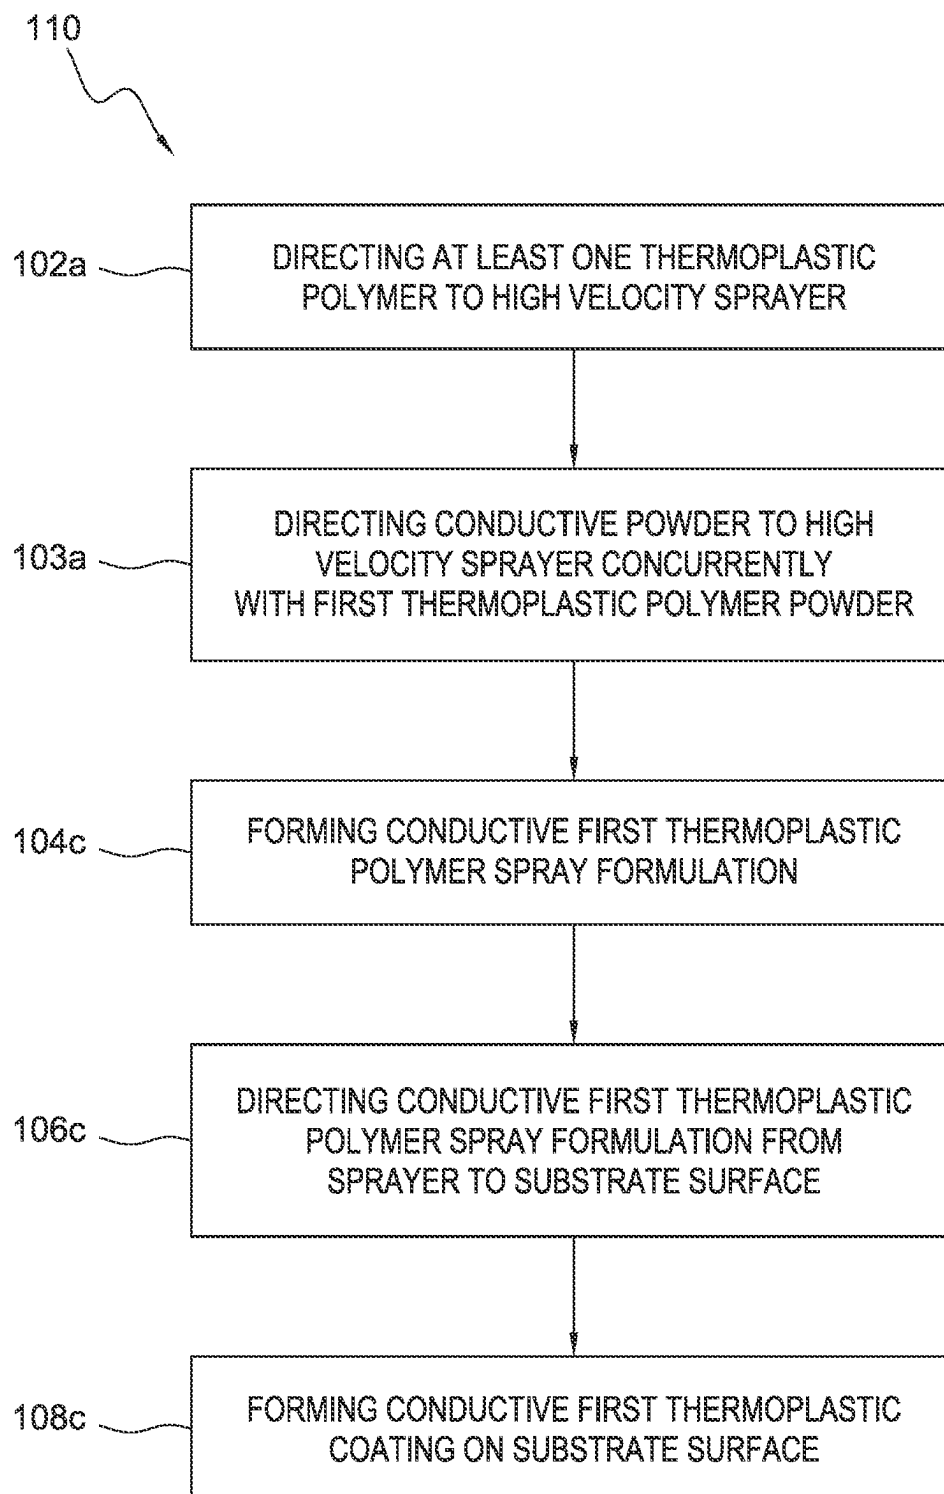 110
102a
DIRECTING AT LEAST ONE THERMOPLASTIC
POLYMER TO HIGH VELOCITY SPRAYER
103a
DIRECTING CONDUCTIVE POWDER TO HIGH
VELOCITY SPRAYER CONCURRENTLY
WITH FIRST THERMOPLASTIC POLYMER POWDER
104c
FORMING CONDUCTIVE FIRST THERMOPLASTIC
POLYMER SPRAY FORMULATION
106c
DIRECTING CONDUCTIVE FIRST THERMOPLASTIC
POLYMER SPRAY FORMULATION FROM
SPRAYER TO SUBSTRATE SURFACE
108c
FORMING CONDUCTIVE FIRST THERMOPLASTIC
COATING ON SUBSTRATE SURFACE